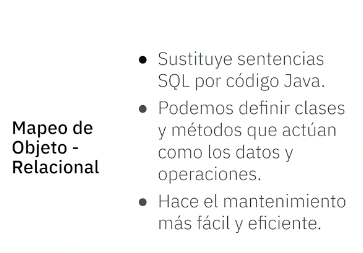 Mapeo de
Objeto -
Relacional
● Sustituye sentencias
SQL por código Java.
● Podemos definir clases
y métodos que actúan
como los datos y
operaciones.
● Hace el mantenimiento
más fácil y eficiente.